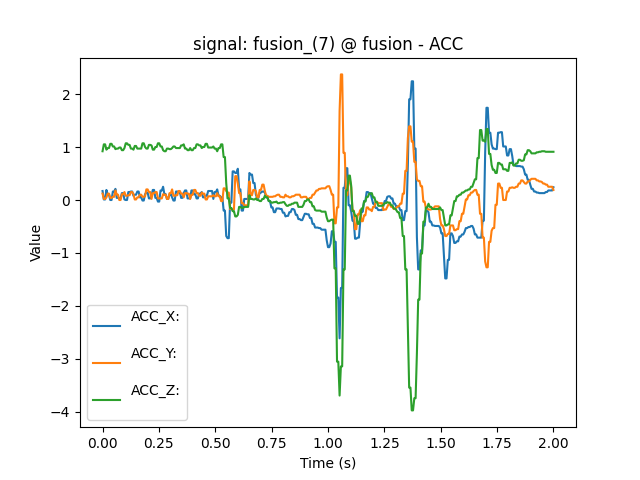 signal: fusion_(7) @ fusion - ACC
Value
2
1
0
−1
−2
−3
−4
ACC_X:
ACC_Y:
ACC_Z:
0.00 0.25 0.50 0.75 1.00 1.25 1.50 1.75 2.00
Time (s)